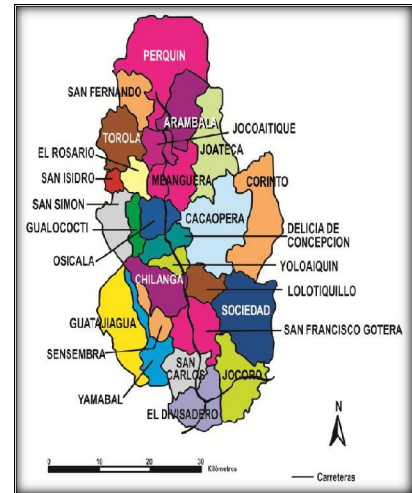 PERQUIN
SAN FERNANDO
ARAMBALA
TOROLA
JOCOAITIQUE
EL ROSARIO
JOATECA
SAN ISIDRO
MEANGUERA
CORINTO
SAN SIMON
CACAOPERA
GUALOCOCTI
DELICIA DE
CONCEPCION
OSICALA
YOLOAIQUIN
CHILANGA
LOLOTIQUILLO
SOCIEDAD
GUATAJIAGUA
SAN FRANCISCO GOTERA
SENSEMBRA
SAN
CARLOS
JOCORO
YAMABAL
EL DIVISADERO
N
0 10 20 30
Kilómetros
Carreteras